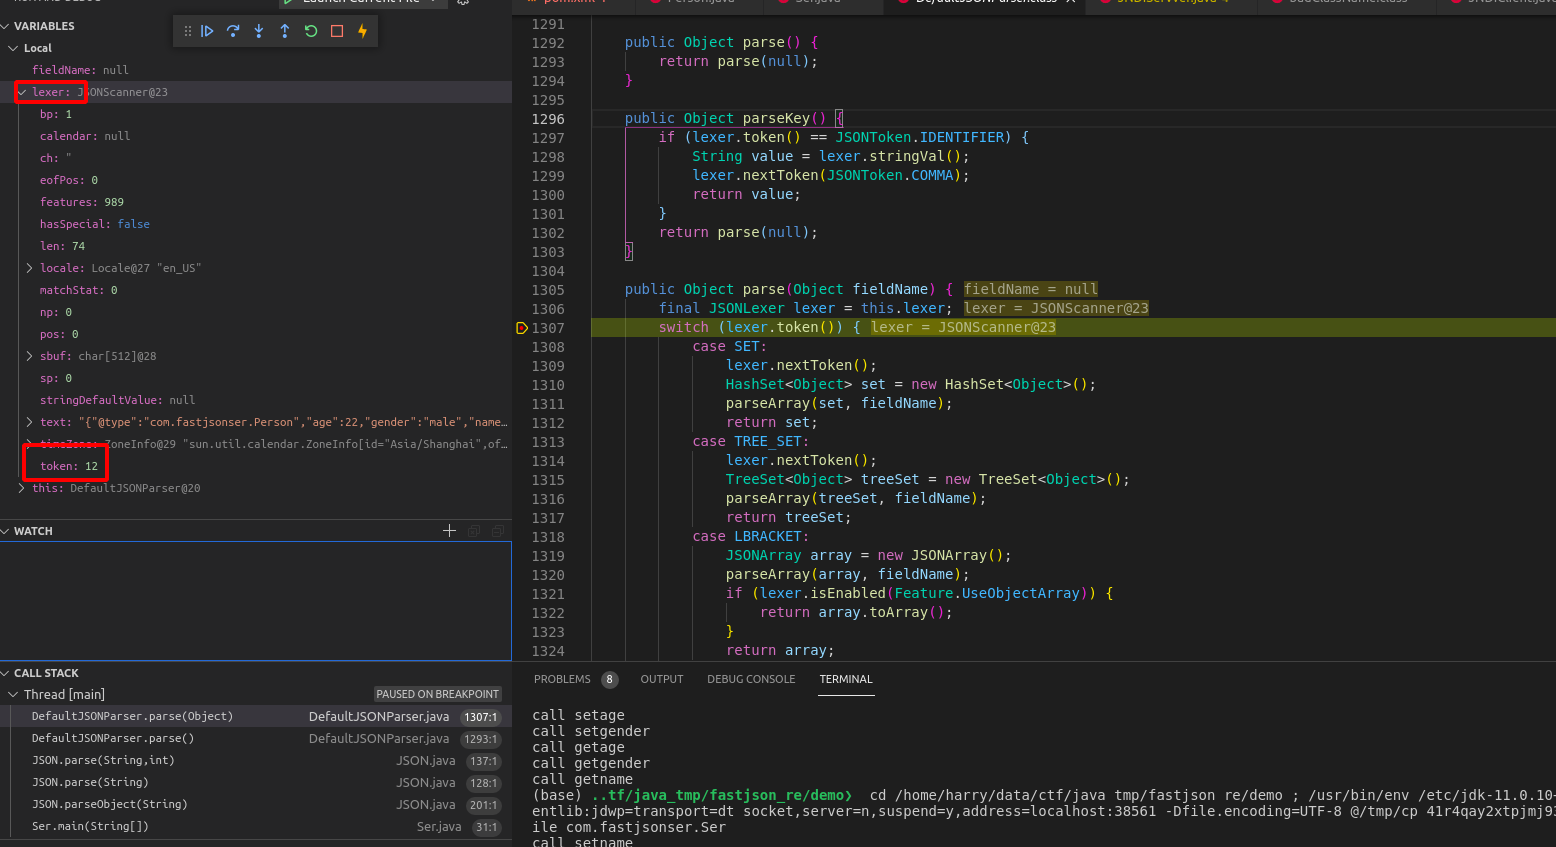 VARIABLES
Local
fieldName: null
lexer: JSONScanner@23
bp: 1
calendar: null
ch: "
eofPos: 0
features: 989
hasSpecial: false
len: 74
locale: Locale@27 "en_US"
matchStat: 0
np: 0
pos: 0
sbuf: char[512]@28
sp: 0
stringDefaultValue: null
text: "{"@type":"com.fastjsonser.Person","age":22,"gender":"male","name…
timeZone: ZoneInfo@29 "sun.util.calendar.ZoneInfo[id="Asia/Shanghai",of…
token: 12
this: DefaultJSONParser@20
WATCH
CALL STACK
Thread [main] PAUSED ON BREAKPOINT
DefaultJSONParser.parse(Object) DefaultJSONParser.java 1307:1
DefaultJSONParser.parse() DefaultJSONParser.java 1293:1
JSON.parse(String,int) JSON.java 137:1
JSON.parse(String) JSON.java 128:1
JSON.parseObject(String) JSON.java 201:1
Ser.main(String[]) Ser.java 31:1
1291
1292 public Object parse() {
1293 return parse(null);
1294 }
1295
1296 public Object parseKey() {
1297 if (lexer.token() == JSONToken.IDENTIFIER) {
1298 String value = lexer.stringVal();
1299 lexer.nextToken(JSONToken.COMMA);
1300 return value;
1301 }
1302 return parse(null);
1303 }
1304
1305 public Object parse(Object fieldName) { fieldName = null
1306 final JSONLexer lexer = this.lexer; lexer = JSONScanner@23
1307 switch (lexer.token()) { lexer = JSONScanner@23
1308 case SET:
1309 lexer.nextToken();
1310 HashSet<Object> set = new HashSet<Object>();
1311 parseArray(set, fieldName);
1312 return set;
1313 case TREE_SET:
1314 lexer.nextToken();
1315 TreeSet<Object> treeSet = new TreeSet<Object>();
1316 parseArray(treeSet, fieldName);
1317 return treeSet;
1318 case LBRACKET:
1319 JSONArray array = new JSONArray();
1320 parseArray(array, fieldName);
1321 if (lexer.isEnabled(Feature.UseObjectArray)) {
1322 return array.toArray();
1323 }
1324 return array;
PROBLEMS 8 OUTPUT DEBUG CONSOLE TERMINAL
call setage
call setgender
call getage
call getgender
call getname
(base) ..tf/java_tmp/fastjson_re/demo❯ cd /home/harry/data/ctf/java_tmp/fastjson_re/demo ; /usr/bin/env /etc/jdk-11.0.10
entlib:jdwp=transport=dt_socket,server=n,suspend=y,address=localhost:38561 -Dfile.encoding=UTF-8 @/tmp/cp_41r4qay2xtpjmj93
ile com.fastjsonser.Ser
call setname